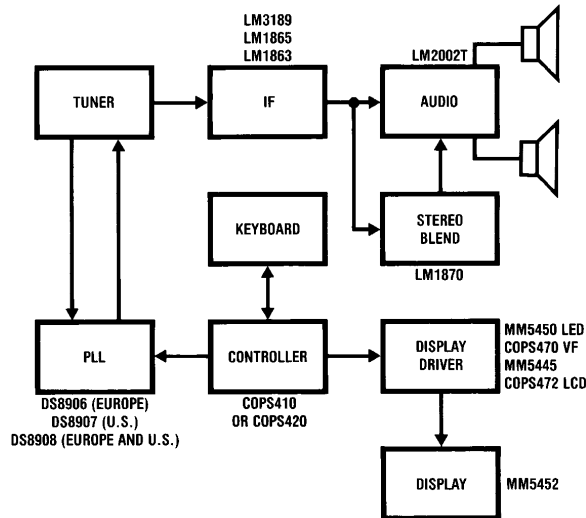 LM3189
LM1865
LM1863
LM2002T
TUNER
IF
AUDIO
KEYBOARD
STEREO
BLEND
LM1870
PLL
CONTROLLER
DISPLAY
DRIVER
MM5450 LED
COPS470 VF
MM5445
COPS472 LCD
DS8906 (EUROPE)
DS8907 (U.S.)
DS8908 (EUROPE AND U.S.)
COPS410
OR COPS420
DISPLAY
MM5452